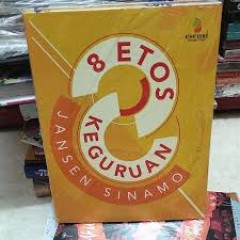 8 ETOS
KEGURUAN
JANSEN SINAMO